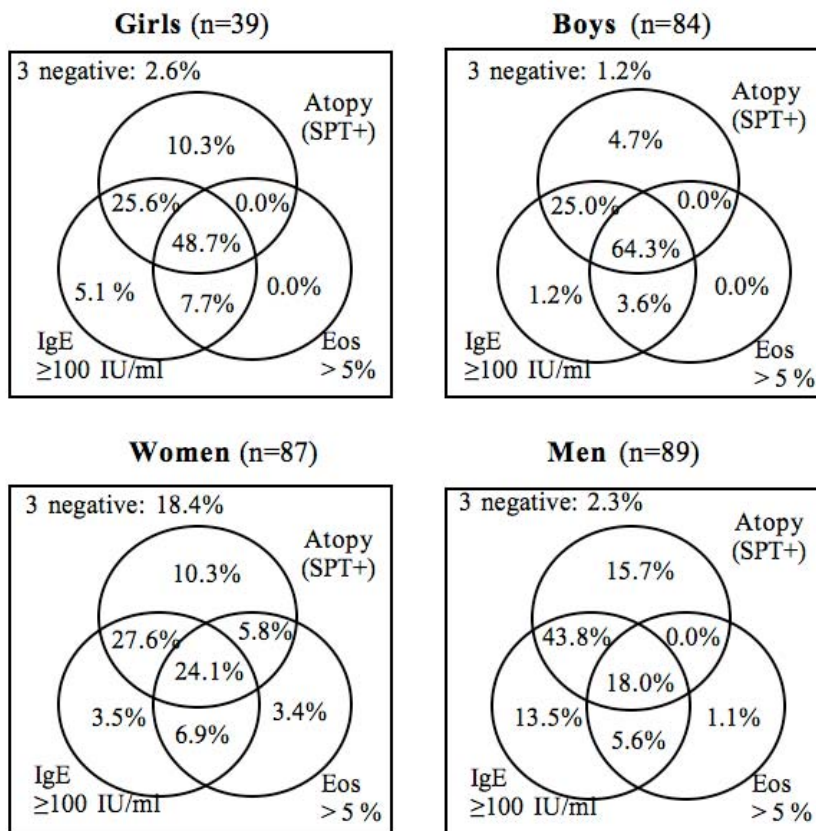 Girls (n=39)
3 negative: 2.6%
Atopy
(SPT+)
10.3%
25.6%
0.0%
48.7%
5.1 %
7.7%
0.0%
IgE
≥100 IU/ml
Eos
> 5%
Boys (n=84)
3 negative: 1.2%
Atopy
(SPT+)
4.7%
25.0%
0.0%
64.3%
1.2%
3.6%
0.0%
IgE
≥100 IU/ml
Eos
> 5 %
Women (n=87)
3 negative: 18.4%
Atopy
(SPT+)
10.3%
27.6%
5.8%
24.1%
3.5%
6.9%
3.4%
IgE
≥100 IU/ml
Eos
> 5 %
Men (n=89)
3 negative: 2.3%
Atopy
(SPT+)
15.7%
43.8%
0.0%
18.0%
13.5%
5.6%
1.1%
IgE
≥100 IU/ml
Eos
> 5 %